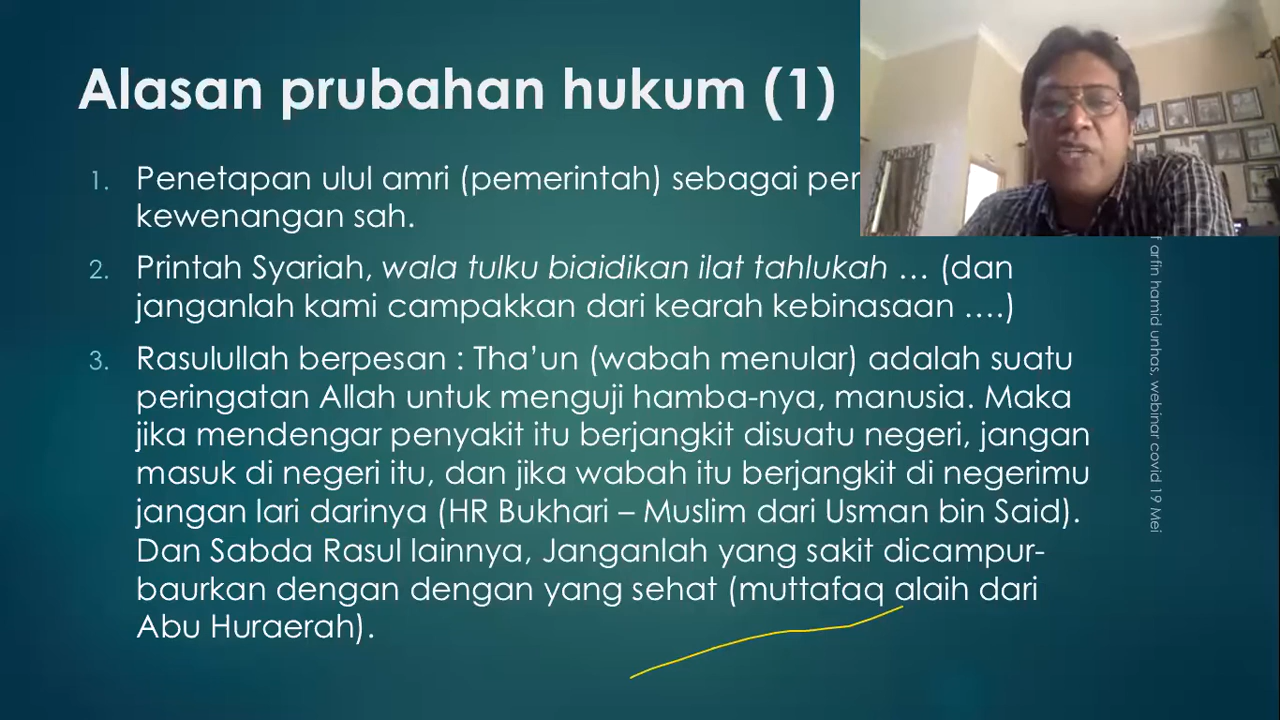 Alasan prubahan hukum (1)
1. Penetapan ulul amri (pemerintah) sebagai
kewenangan sah.
2. Printah Syariah, wala tulku biaidikan ilat tahlukah … (dan
janganlah kami campakkan dari kearah kebinasaan ….)
3. Rasulullah berpesan : Tha’un (wabah menular) adalah suatu
peringatan Allah untuk menguji hamba-nya, manusia. Maka
jika mendengar penyakit itu berjangkit disuatu negeri, jangan
masuk di negeri itu, dan jika wabah itu berjangkit di negerimu
jangan lari darinya (HR Bukhari – Muslim dari Usman bin Said).
Dan Sabda Rasul lainnya, Janganlah yang sakit dicampur-
baurkan dengan dengan yang sehat (muttafaq alaih dari
Abu Huraerah).
arfin hamid unhas, webinar covid 19 Mei